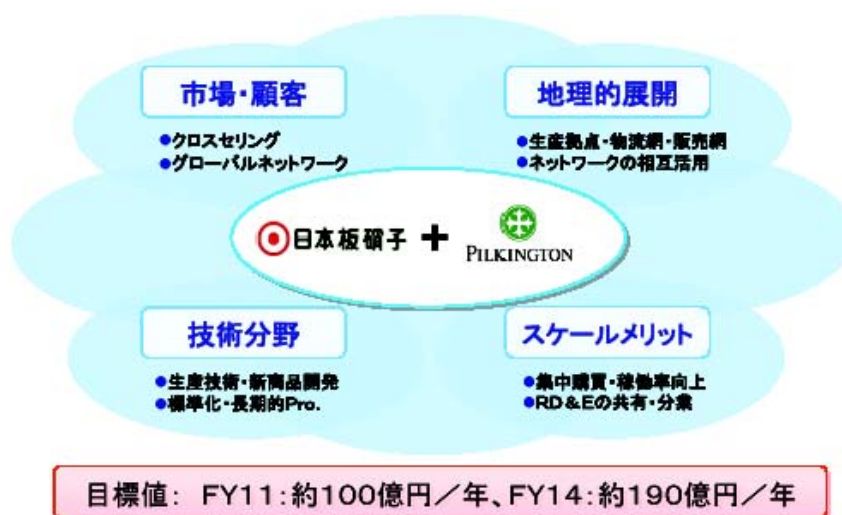 市場・顧客
●クロスセリング
●グローバルネットワーク
地理的展開
●生産拠点・物流網・販売網
●ネットワークの相互活用
日本板硝子 + PILKINGTON
技術分野
●生産技術・新商品開発
●標準化・長期的Pro.
スケールメリット
●集中購買・稼働率向上
●RD&Eの共有・分業
目標値： FY11：約100億円／年、FY14：約190億円／年